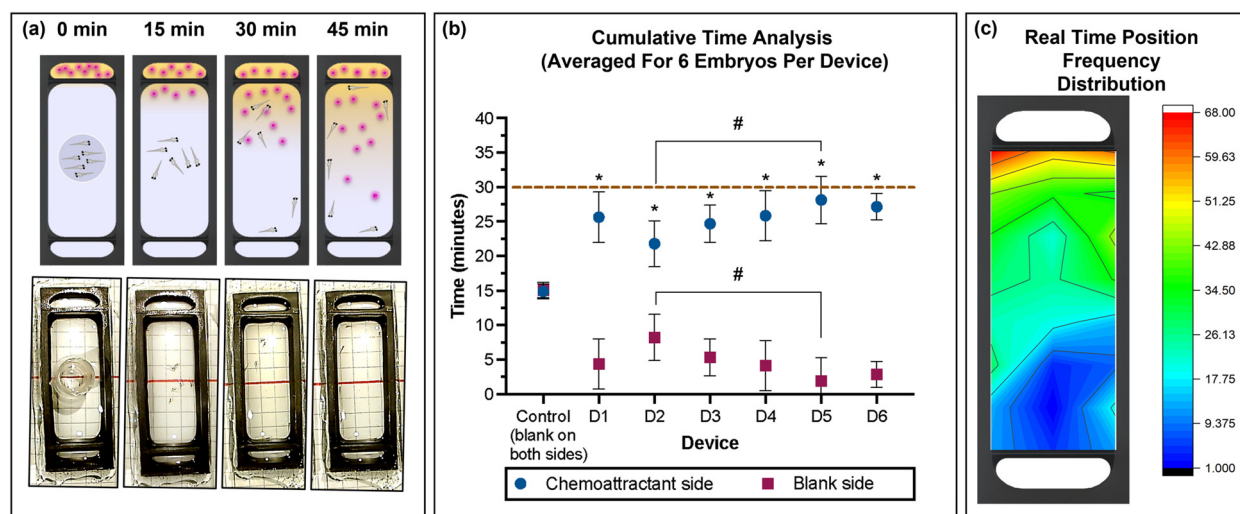 (a)
0 min 15 min 30 min 45 min
(b)
Cumulative Time Analysis
(Averaged For 6 Embryos Per Device)
Time (minutes)
40
35
30
25
20
15
10
5
0
#
#
* * * * * *
Control
(blank on
both sides)
D1 D2 D3 D4 D5 D6
Device
Chemoattractant side Blank side
(c)
Real Time Position
Frequency
Distribution
68.00
59.63
51.25
42.88
34.50
26.13
17.75
9.375
1.000